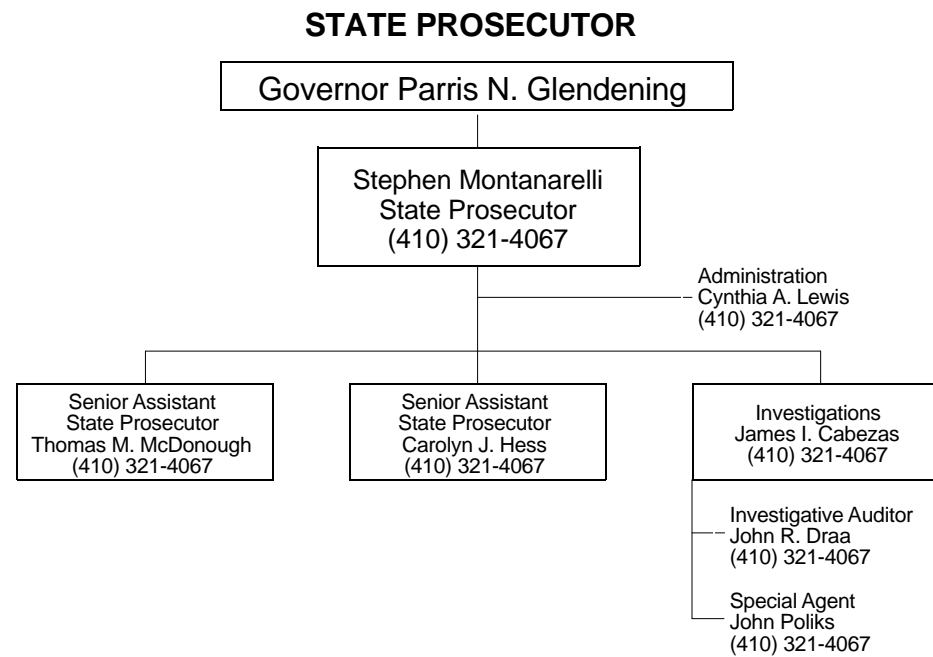 STATE PROSECUTOR
Governor Parris N. Glendening
Stephen Montanarelli
State Prosecutor
(410) 321-4067
Administration
Cynthia A. Lewis
(410) 321-4067
Senior Assistant
State Prosecutor
Thomas M. McDonough
(410) 321-4067
Senior Assistant
State Prosecutor
Carolyn J. Hess
(410) 321-4067
Investigations
James I. Cabezas
(410) 321-4067
Investigative Auditor
John R. Draa
(410) 321-4067
Special Agent
John Poliks
(410) 321-4067